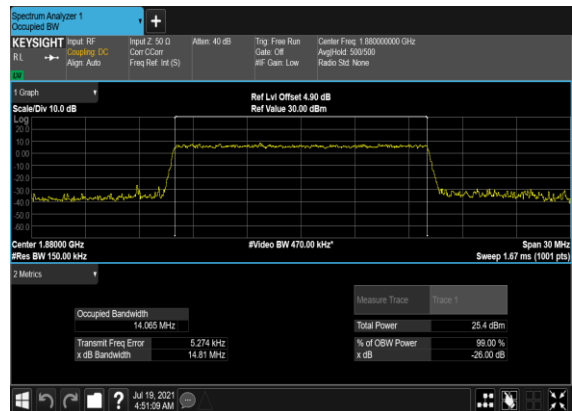 Spectrum Analyzer 1
Occupied BW
+
KEYSIGHT Input: RF Input Z: 50 Ω Atten: 40 dB Trig: Free Run Center Freq: 1.880000000 GHz
RL Coupling: DC Corr CCorr Gate: Off Avg|Hold: 500/500
Align: Auto Freq Ref: Int (S) #IF Gain: Low Radio Std: None
1 Graph Ref Lvl Offset 4.90 dB
Scale/Div 10.0 dB Ref Value 30.00 dBm
Log
20.0
10.0
0.00
-10.0
-20.0
-30.0
-40.0
-50.0
-60.0
Center 1.88000 GHz #Video BW 470.00 kHz* Span 30 MHz
#Res BW 150.00 kHz Sweep 1.67 ms (1001 pts)
2 Metrics
Measure Trace Trace 1
Occupied Bandwidth
14.065 MHz Total Power 25.4 dBm
Transmit Freq Error 5.274 kHz % of OBW Power 99.00 %
x dB Bandwidth 14.81 MHz x dB -26.00 dB
? Jul 19, 2021
4:51:09 AM